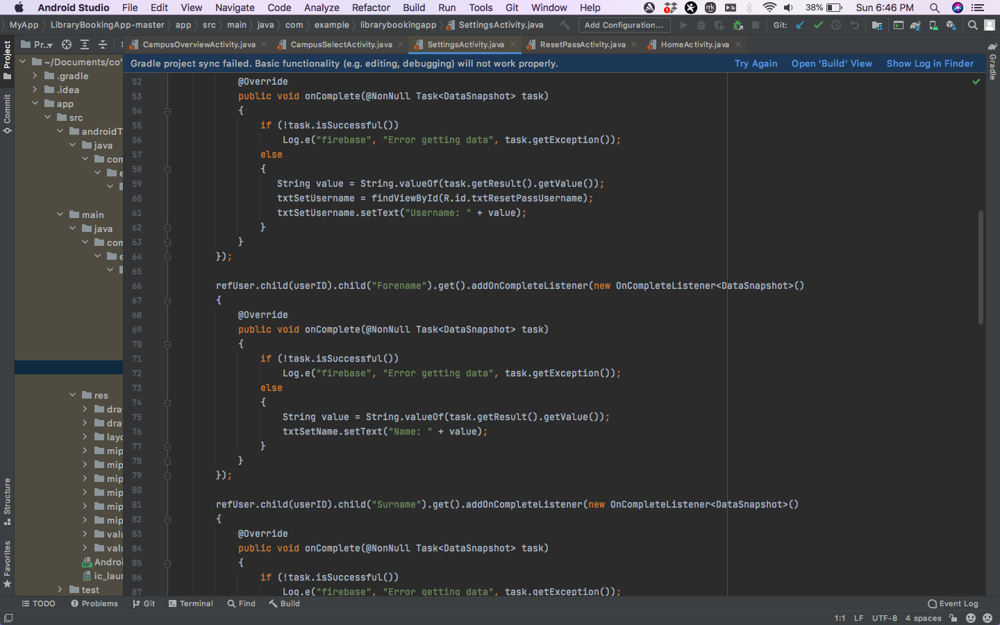 Android Studio File Edit View Navigate Code Analyze Refactor Build Run Tools Git Window Help 1 mk 38% Sun 6:46 PM
MyApp LibraryBookingApp-master app src main java com example librarybookingapp SettingsActivity.java Add Configuration... Git:
Pr... CampusOverviewActivity.java CampusSelectActivity.java SettingsActivity.java ResetPassActivity.java HomeActivity.java
Gradle project sync failed. Basic functionality (e.g. editing, debugging) will not work properly. Try Again Open 'Build' View Show Log in Finder
Project
Commit
Structure
Favorites
Gradle
~/Documents/co
.gradle
.idea
app
src
androidT
java
com
e
main
java
com
e
res
dra
dra
layo
mip
mip
mip
mip
mip
mip
valu
valu
MF Androi
ic_lau
test
52 @Override
53 public void onComplete(@NonNull Task<DataSnapshot> task)
54 {
55 if (!task.isSuccessful())
56 Log.e("firebase", "Error getting data", task.getException());
57 else
58 {
59 String value = String.valueOf(task.getResult().getValue());
60 txtSetUsername = findViewById(R.id.txtResetPassUsername);
61 txtSetUsername.setText("Username: " + value);
62 }
63 }
64 });
65
66 refUser.child(userID).child("Forename").get().addOnCompleteListener(new OnCompleteListener<DataSnapshot>()
67 {
68 @Override
69 public void onComplete(@NonNull Task<DataSnapshot> task)
70 {
71 if (!task.isSuccessful())
72 Log.e("firebase", "Error getting data", task.getException());
73 else
74 {
75 String value = String.valueOf(task.getResult().getValue());
76 txtSetName.setText("Name: " + value);
77 }
78 }
79 });
80
81 refUser.child(userID).child("Surname").get().addOnCompleteListener(new OnCompleteListener<DataSnapshot>()
82 {
83 @Override
84 public void onComplete(@NonNull Task<DataSnapshot> task)
85 {
86 if (!task.isSuccessful())
87 Log.e("firebase", "Error getting data", task.getException());
TODO Problems Git Terminal Find Build Event Log
1:1 LF UTF-8 4 spaces